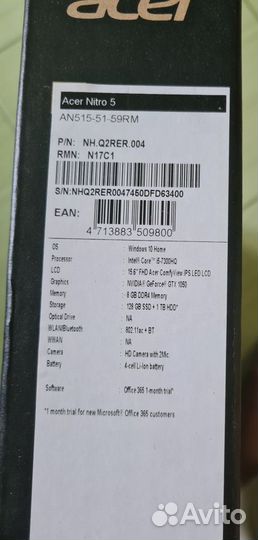 acer
Acer Nitro 5
AN515-51-59RM
P/N: NH.Q2RER.004
RMN: N17C1
S/N:NHQ2RER0047450DFD63400
EAN:
4 713883 509800
OS Windows 10 Home
Processor Intel® Core™ i5-7300HQ
LCD 15.6" FHD Acer ComfyView IPS LED LCD
Graphics NVIDIA® GeForce® GTX 1050
Memory 8 GB DDR4 Memory
Storage 128 GB SSD + 1 TB HDD*
Optical Drive NA
WLAN/Bluetooth 802.11ac + BT
WWAN NA
Camera HD Camera with 2Mic
Battery 4-cell Li-Ion battery
Software Office 365 1-month trial*
*1 month trial for new Microsoft® Office 365 customers
Avito